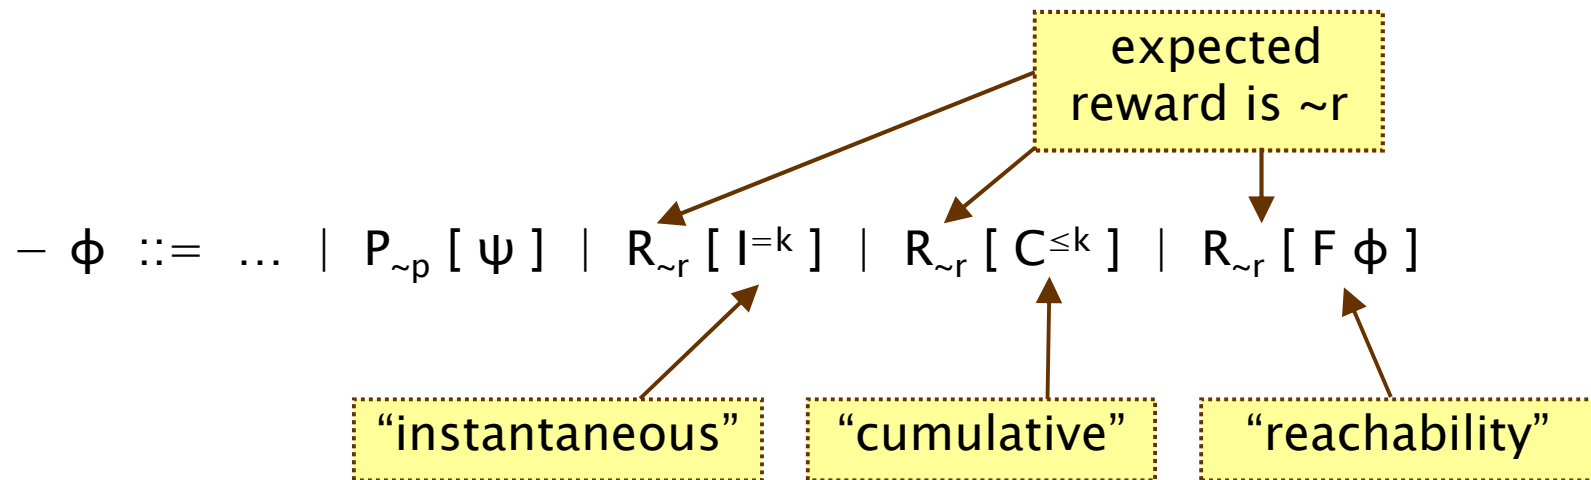 expected
reward is ~r
– ϕ ::= … | P~p [ ψ ] | R~r [ I=k ] | R~r [ C≤k ] | R~r [ F ϕ ]
“instantaneous”
“cumulative”
“reachability”